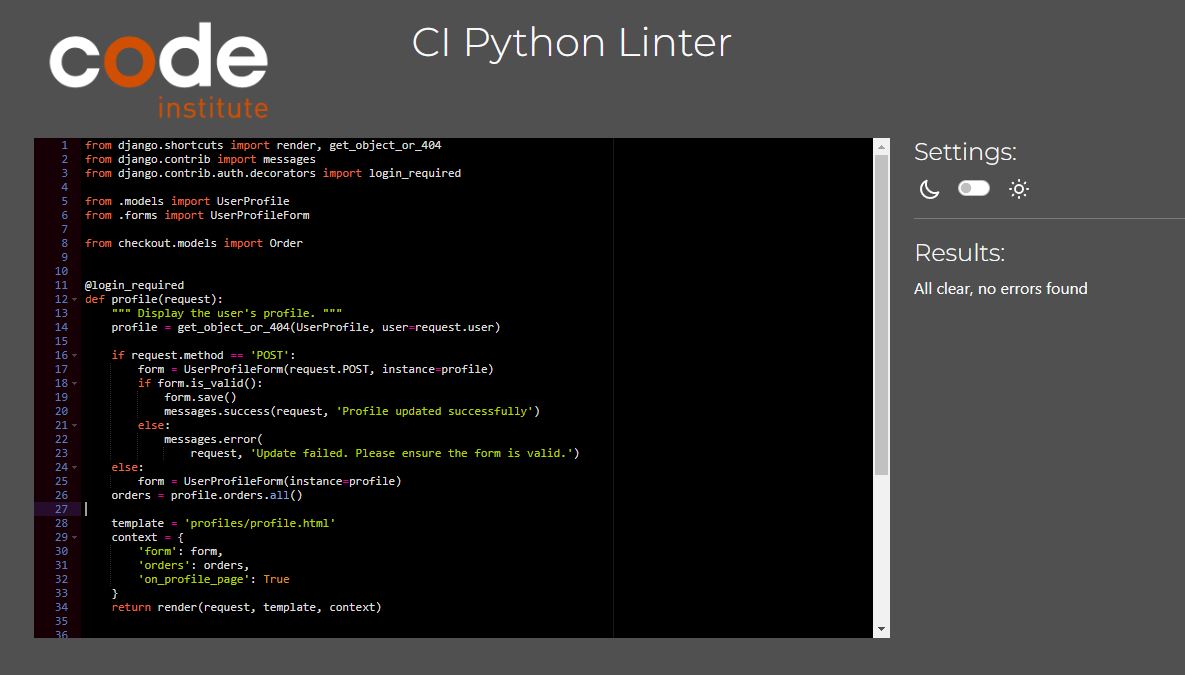 code
institute
CI Python Linter
1 from django.shortcuts import render, get_object_or_404
2 from django.contrib import messages
3 from django.contrib.auth.decorators import login_required
4
5 from .models import UserProfile
6 from .forms import UserProfileForm
7
8 from checkout.models import Order
9
10
11 @login_required
12 def profile(request):
13     """ Display the user's profile. """
14     profile = get_object_or_404(UserProfile, user=request.user)
15
16     if request.method == 'POST':
17         form = UserProfileForm(request.POST, instance=profile)
18         if form.is_valid():
19             form.save()
20             messages.success(request, 'Profile updated successfully')
21         else:
22             messages.error(
23                 request, 'Update failed. Please ensure the form is valid.')
24     else:
25         form = UserProfileForm(instance=profile)
26     orders = profile.orders.all()
27
28     template = 'profiles/profile.html'
29     context = {
30         'form': form,
31         'orders': orders,
32         'on_profile_page': True
33     }
34     return render(request, template, context)
35
36
Settings:
Results:
All clear, no errors found